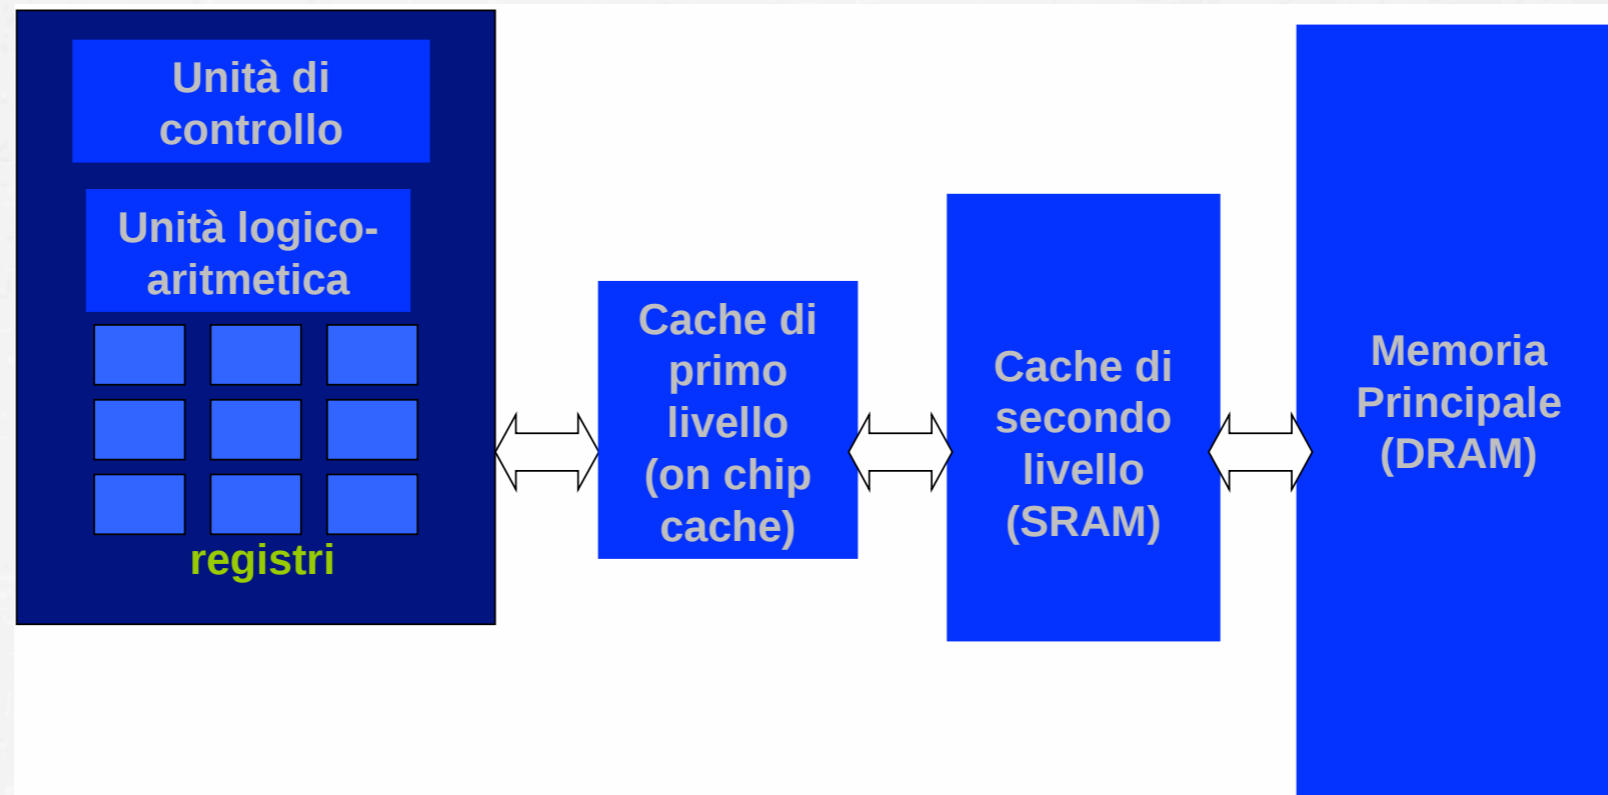 Unità di
controllo
Unità logico-
aritmetica
registri
Cache di
primo
livello
(on chip
cache)
Cache di
secondo
livello
(SRAM)
Memoria
Principale
(DRAM)